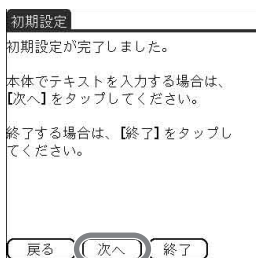 初期設定
初期設定が完了しました。
本体でテキストを入力する場合は、
【次へ】をタップしてください。
終了する場合は、【終了】をタップし
てください。
戻る 次へ 終了